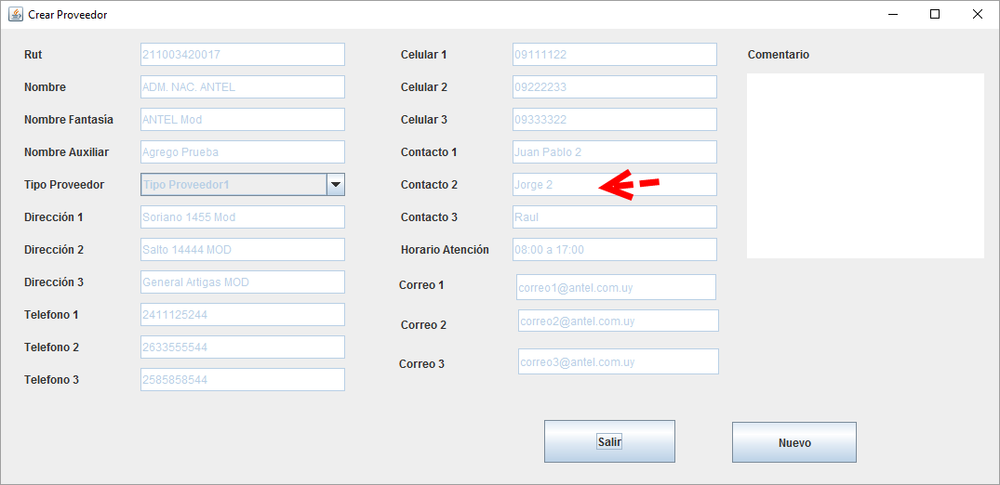 Crear Proveedor
Rut 211003420017
Nombre ADM. NAC. ANTEL
Nombre Fantasía ANTEL Mod
Nombre Auxiliar Agrego Prueba
Tipo Proveedor Tipo Proveedor1
Dirección 1 Soriano 1455 Mod
Dirección 2 Salto 14444 MOD
Dirección 3 General Artigas MOD
Telefono 1 2411125244
Telefono 2 2633555544
Telefono 3 2585858544
Celular 1 09111122
Celular 2 09222233
Celular 3 09333322
Contacto 1 Juan Pablo 2
Contacto 2 Jorge 2
Contacto 3 Raul
Horario Atención 08:00 a 17:00
Correo 1 correo1@antel.com.uy
Correo 2 correo2@antel.com.uy
Correo 3 correo3@antel.com.uy
Comentario
Salir
Nuevo